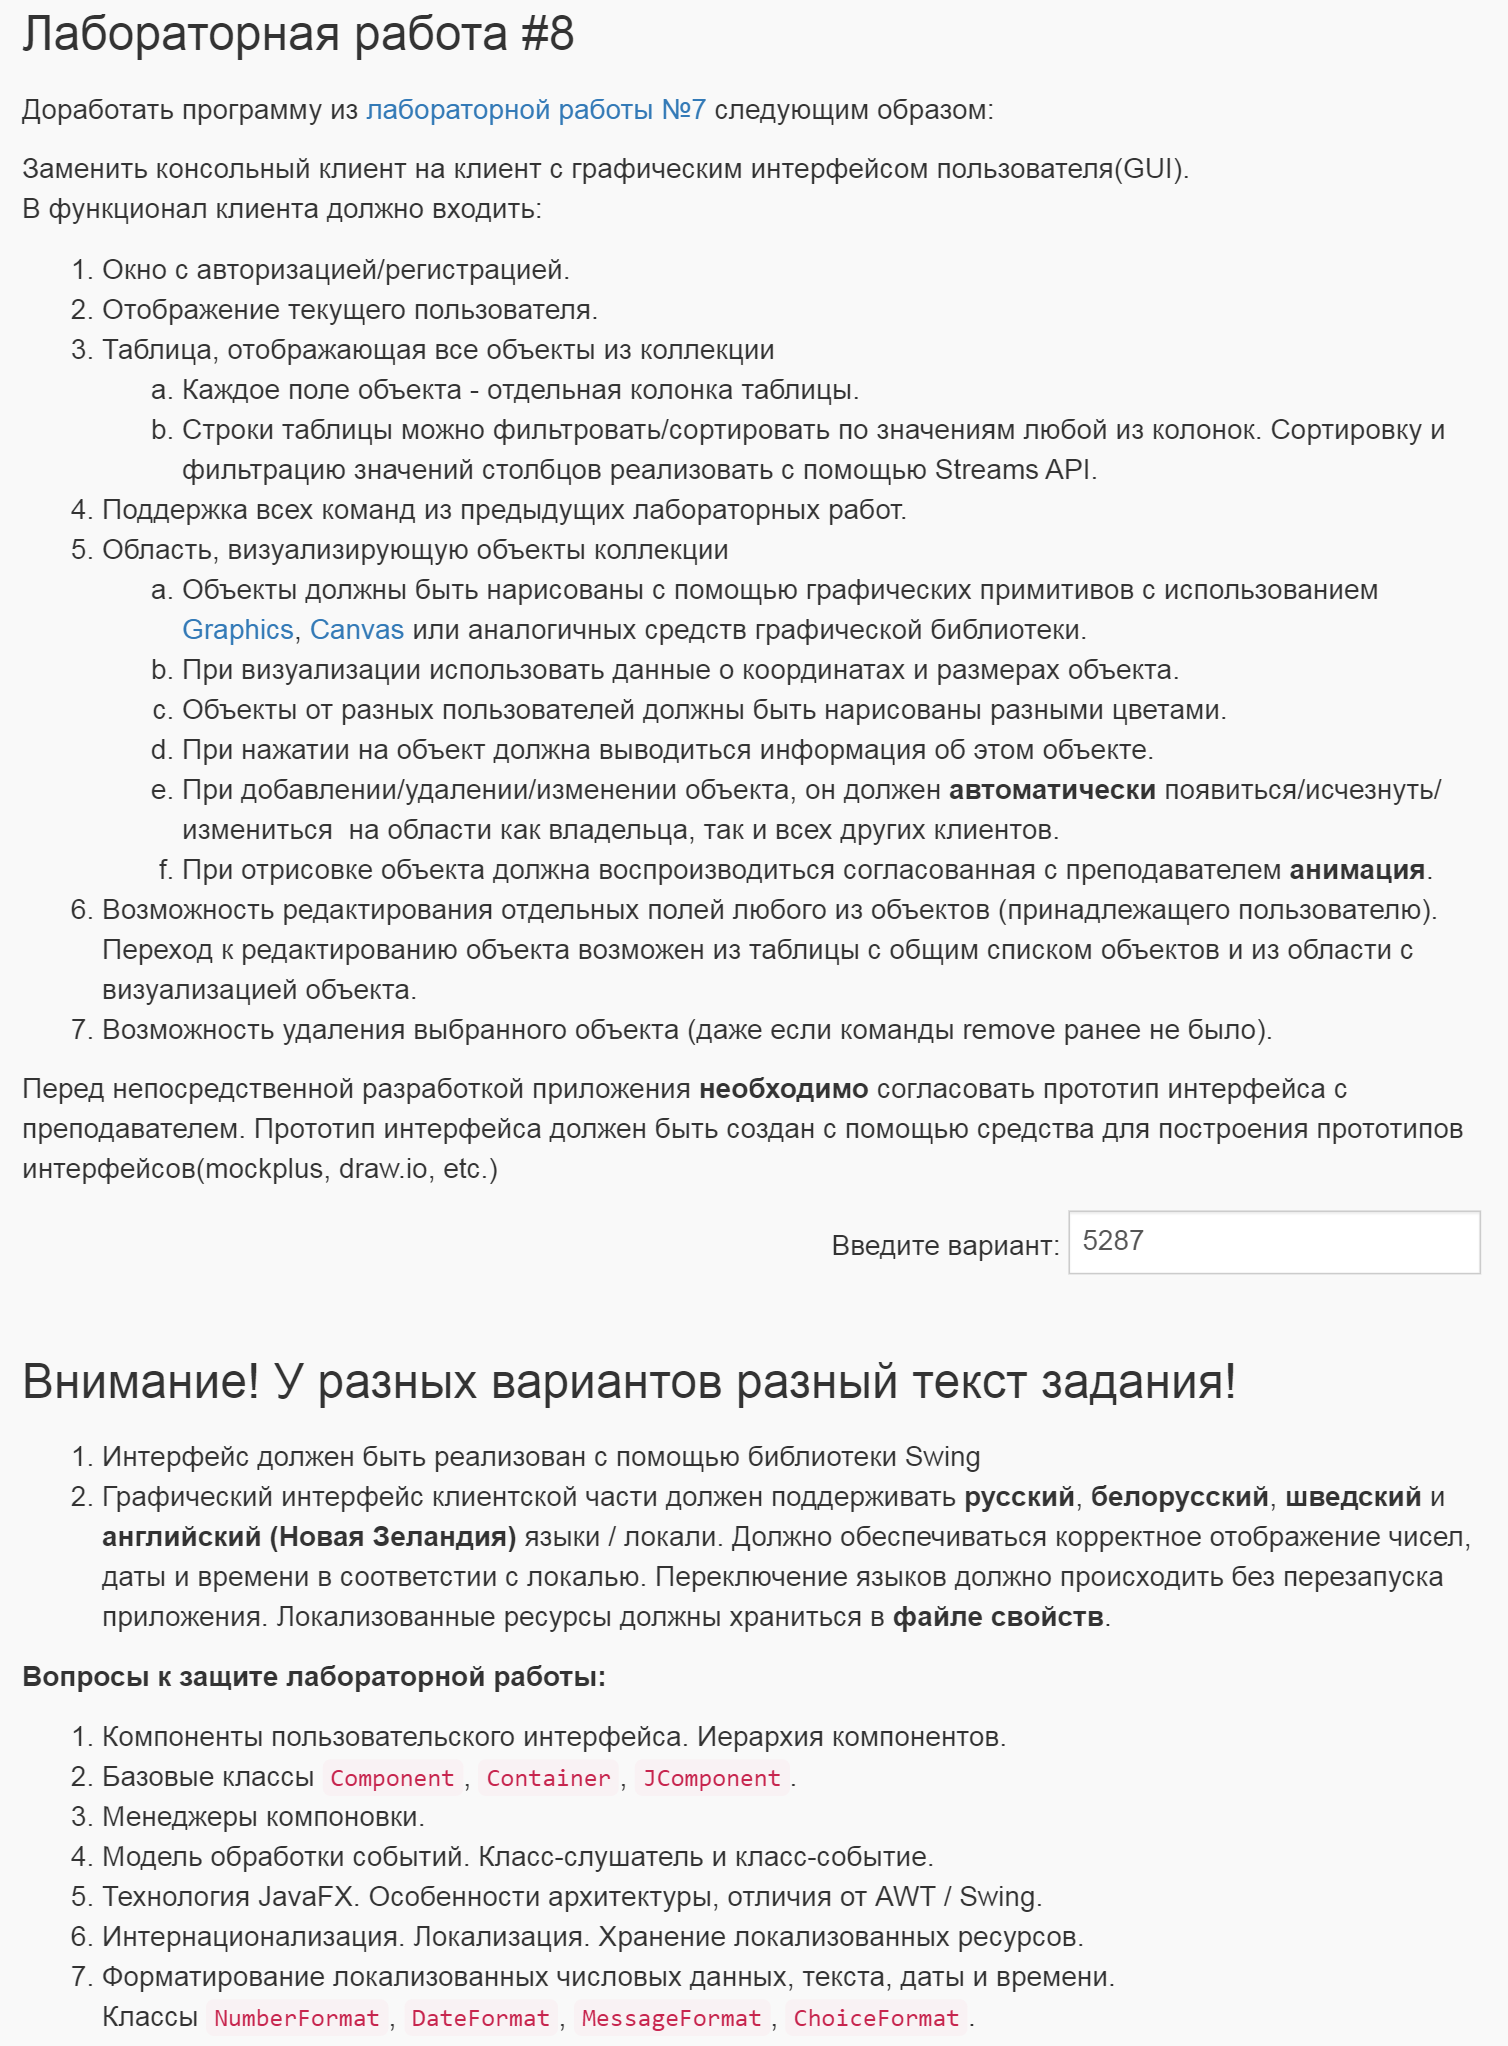 Лабораторная работа #8
Доработать программу из лабораторной работы №7 следующим образом:
Заменить консольный клиент на клиент с графическим интерфейсом пользователя(GUI).
В функционал клиента должно входить:
1. Окно с авторизацией/регистрацией.
2. Отображение текущего пользователя.
3. Таблица, отображающая все объекты из коллекции
a. Каждое поле объекта - отдельная колонка таблицы.
b. Строки таблицы можно фильтровать/сортировать по значениям любой из колонок. Сортировку и
фильтрацию значений столбцов реализовать с помощью Streams API.
4. Поддержка всех команд из предыдущих лабораторных работ.
5. Область, визуализирующую объекты коллекции
a. Объекты должны быть нарисованы с помощью графических примитивов с использованием
Graphics, Canvas или аналогичных средств графической библиотеки.
b. При визуализации использовать данные о координатах и размерах объекта.
c. Объекты от разных пользователей должны быть нарисованы разными цветами.
d. При нажатии на объект должна выводиться информация об этом объекте.
e. При добавлении/удалении/изменении объекта, он должен автоматически появиться/исчезнуть/
измениться  на области как владельца, так и всех других клиентов.
f. При отрисовке объекта должна воспроизводиться согласованная с преподавателем анимация.
6. Возможность редактирования отдельных полей любого из объектов (принадлежащего пользователю).
Переход к редактированию объекта возможен из таблицы с общим списком объектов и из области с
визуализацией объекта.
7. Возможность удаления выбранного объекта (даже если команды remove ранее не было).
Перед непосредственной разработкой приложения необходимо согласовать прототип интерфейса с
преподавателем. Прототип интерфейса должен быть создан с помощью средства для построения прототипов
интерфейсов(mockplus, draw.io, etc.)
Введите вариант: 5287
Внимание! У разных вариантов разный текст задания!
1. Интерфейс должен быть реализован с помощью библиотеки Swing
2. Графический интерфейс клиентской части должен поддерживать русский, белорусский, шведский и
английский (Новая Зеландия) языки / локали. Должно обеспечиваться корректное отображение чисел,
даты и времени в соответстии с локалью. Переключение языков должно происходить без перезапуска
приложения. Локализованные ресурсы должны храниться в файле свойств.
Вопросы к защите лабораторной работы:
1. Компоненты пользовательского интерфейса. Иерархия компонентов.
2. Базовые классы Component, Container, JComponent.
3. Менеджеры компоновки.
4. Модель обработки событий. Класс-слушатель и класс-событие.
5. Технология JavaFX. Особенности архитектуры, отличия от AWT / Swing.
6. Интернационализация. Локализация. Хранение локализованных ресурсов.
7. Форматирование локализованных числовых данных, текста, даты и времени.
Классы NumberFormat, DateFormat, MessageFormat, ChoiceFormat.